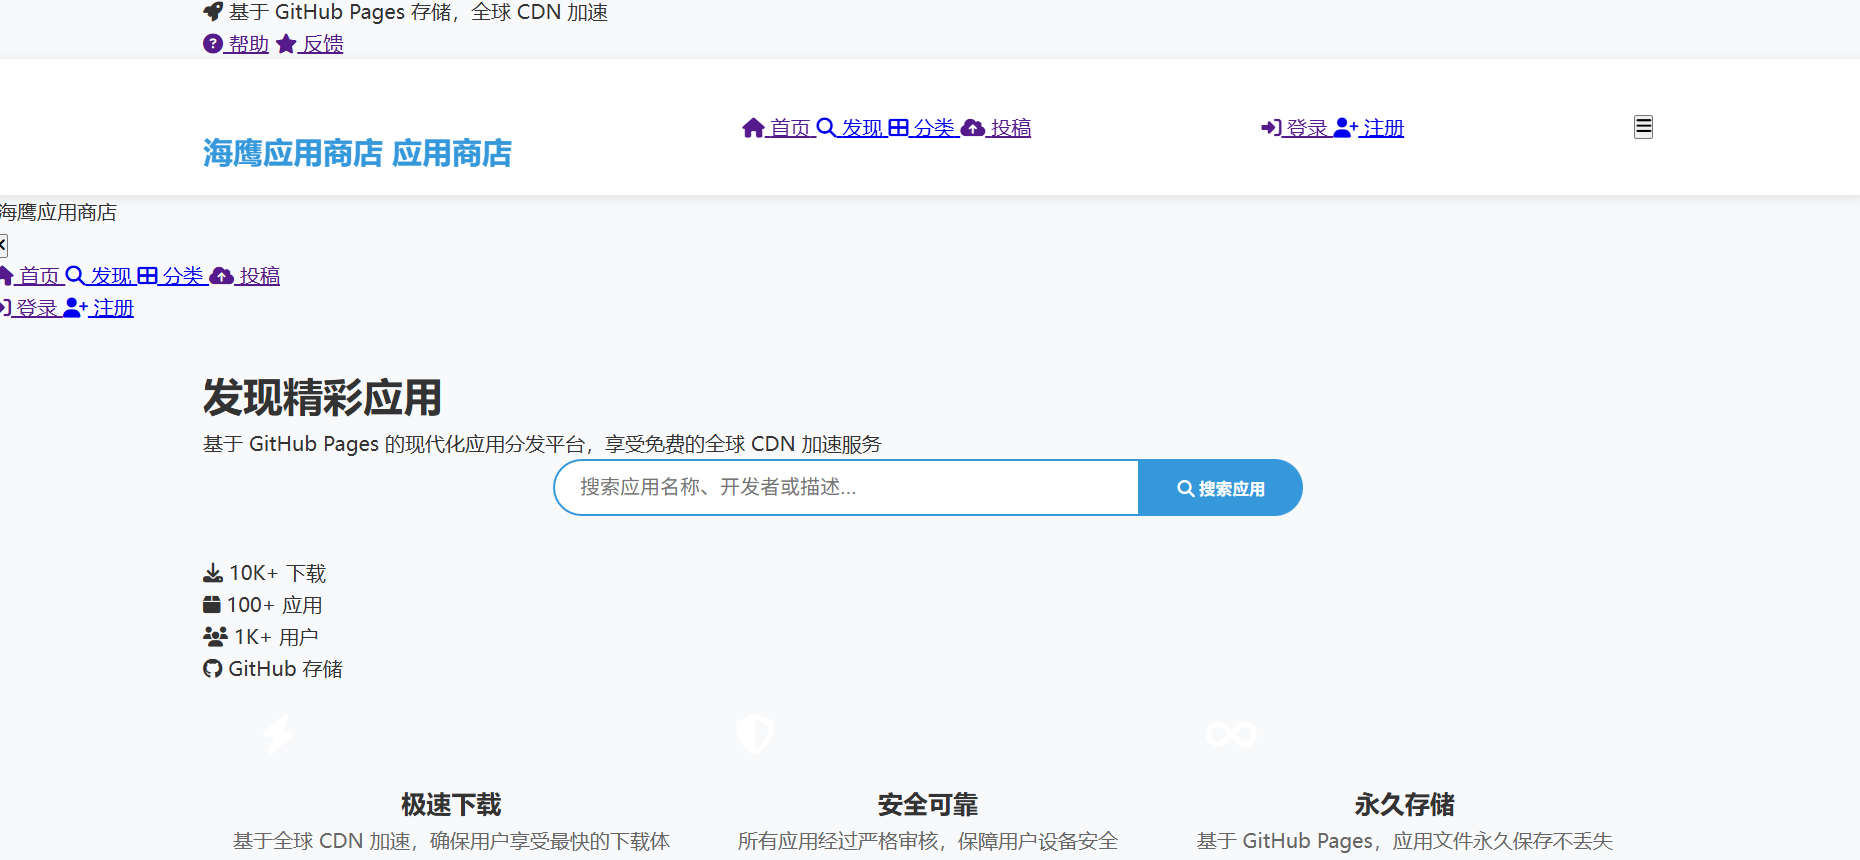 基于 GitHub Pages 存储，全球 CDN 加速
帮助 反馈
海鹰应用商店 应用商店
首页 发现 分类 投稿
登录 注册
海鹰应用商店
首页 发现 分类 投稿
登录 注册
发现精彩应用
基于 GitHub Pages 的现代化应用分发平台，享受免费的全球 CDN 加速服务
搜索应用名称、开发者或描述...
搜索应用
10K+ 下载
100+ 应用
1K+ 用户
GitHub 存储
极速下载
基于全球 CDN 加速，确保用户享受最快的下载体
安全可靠
所有应用经过严格审核，保障用户设备安全
永久存储
基于 GitHub Pages，应用文件永久保存不丢失